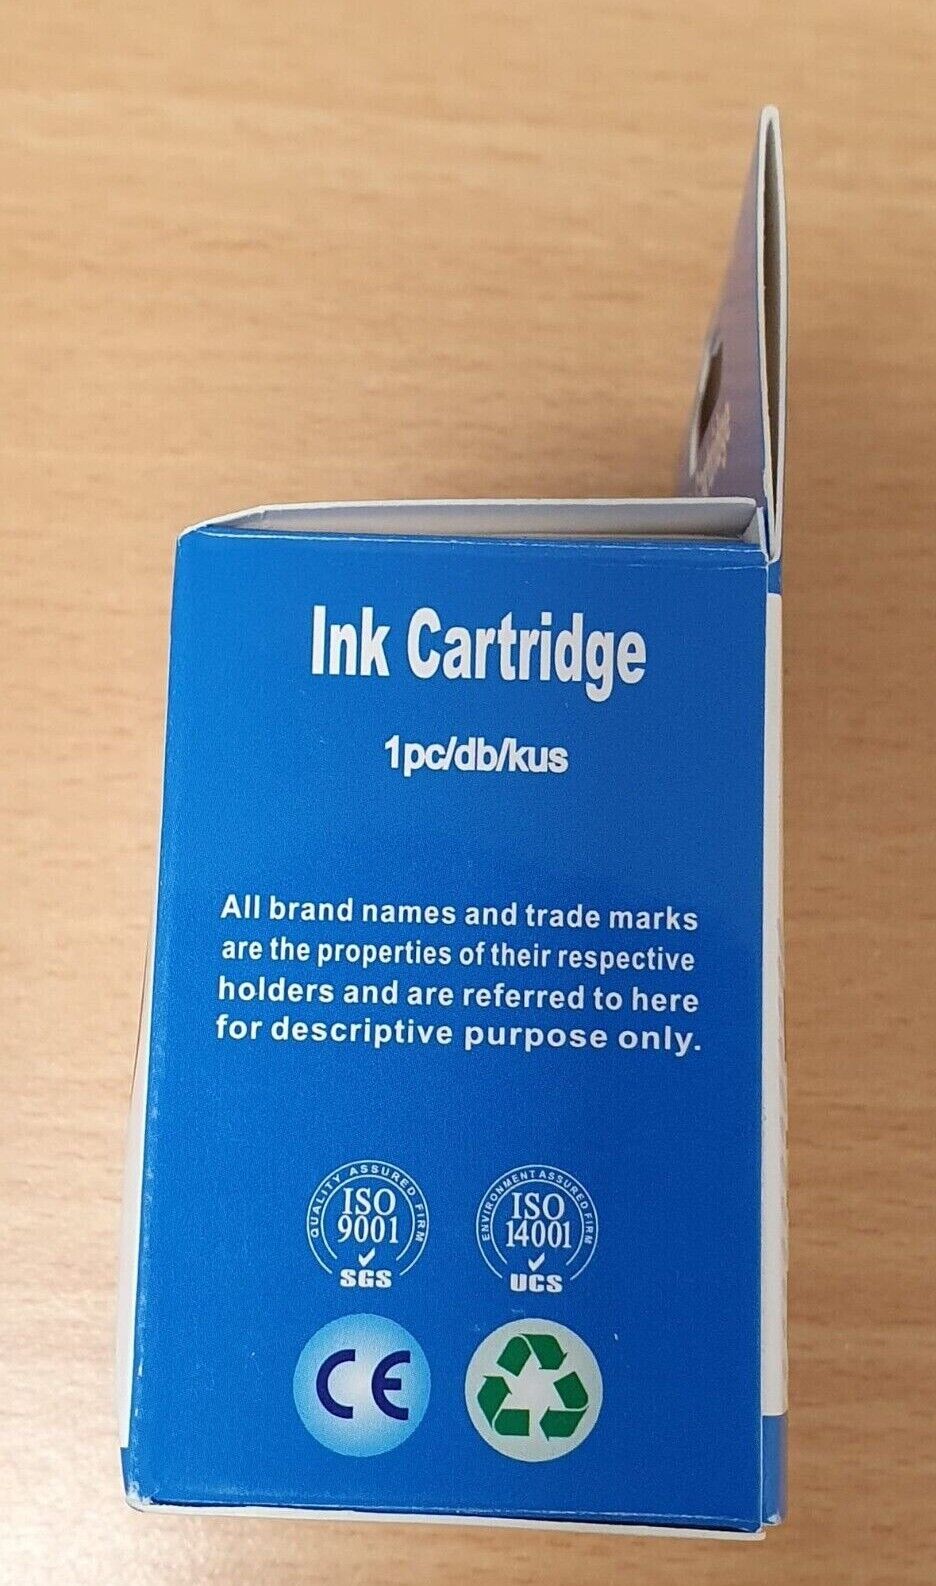 Ink Cartridge
1pc/db/kus
All brand names and trade marks
are the properties of their respective
holders and are referred to here
for descriptive purpose only.
QUALITY ASSURED FIRM
ISO
9001
SGS
ENVIRONMENT ASSURED FIRM
ISO
14001
UCS
CE